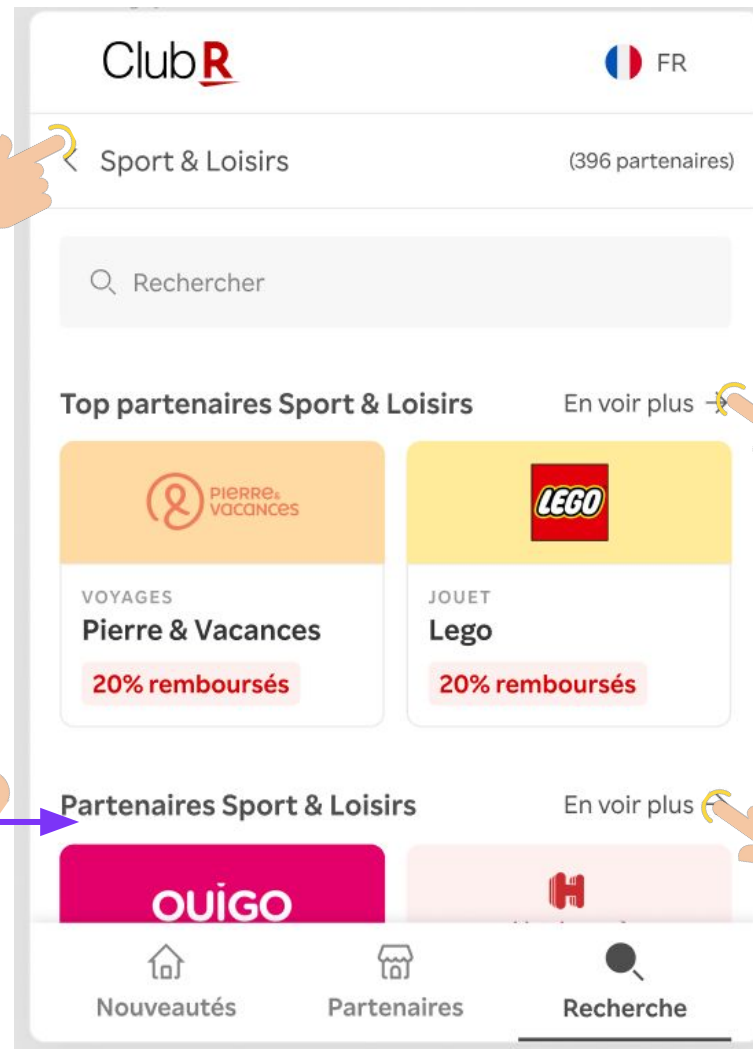 Club R
FR
Sport & Loisirs
(396 partenaires)
Rechercher
Top partenaires Sport & Loisirs
En voir plus
PIERRE & vacances
LEGO
VOYAGES
Pierre & Vacances
20% remboursés
JOUET
Lego
20% remboursés
Partenaires Sport & Loisirs
En voir plus
OUIGO
H
Nouveautés
Partenaires
Recherche